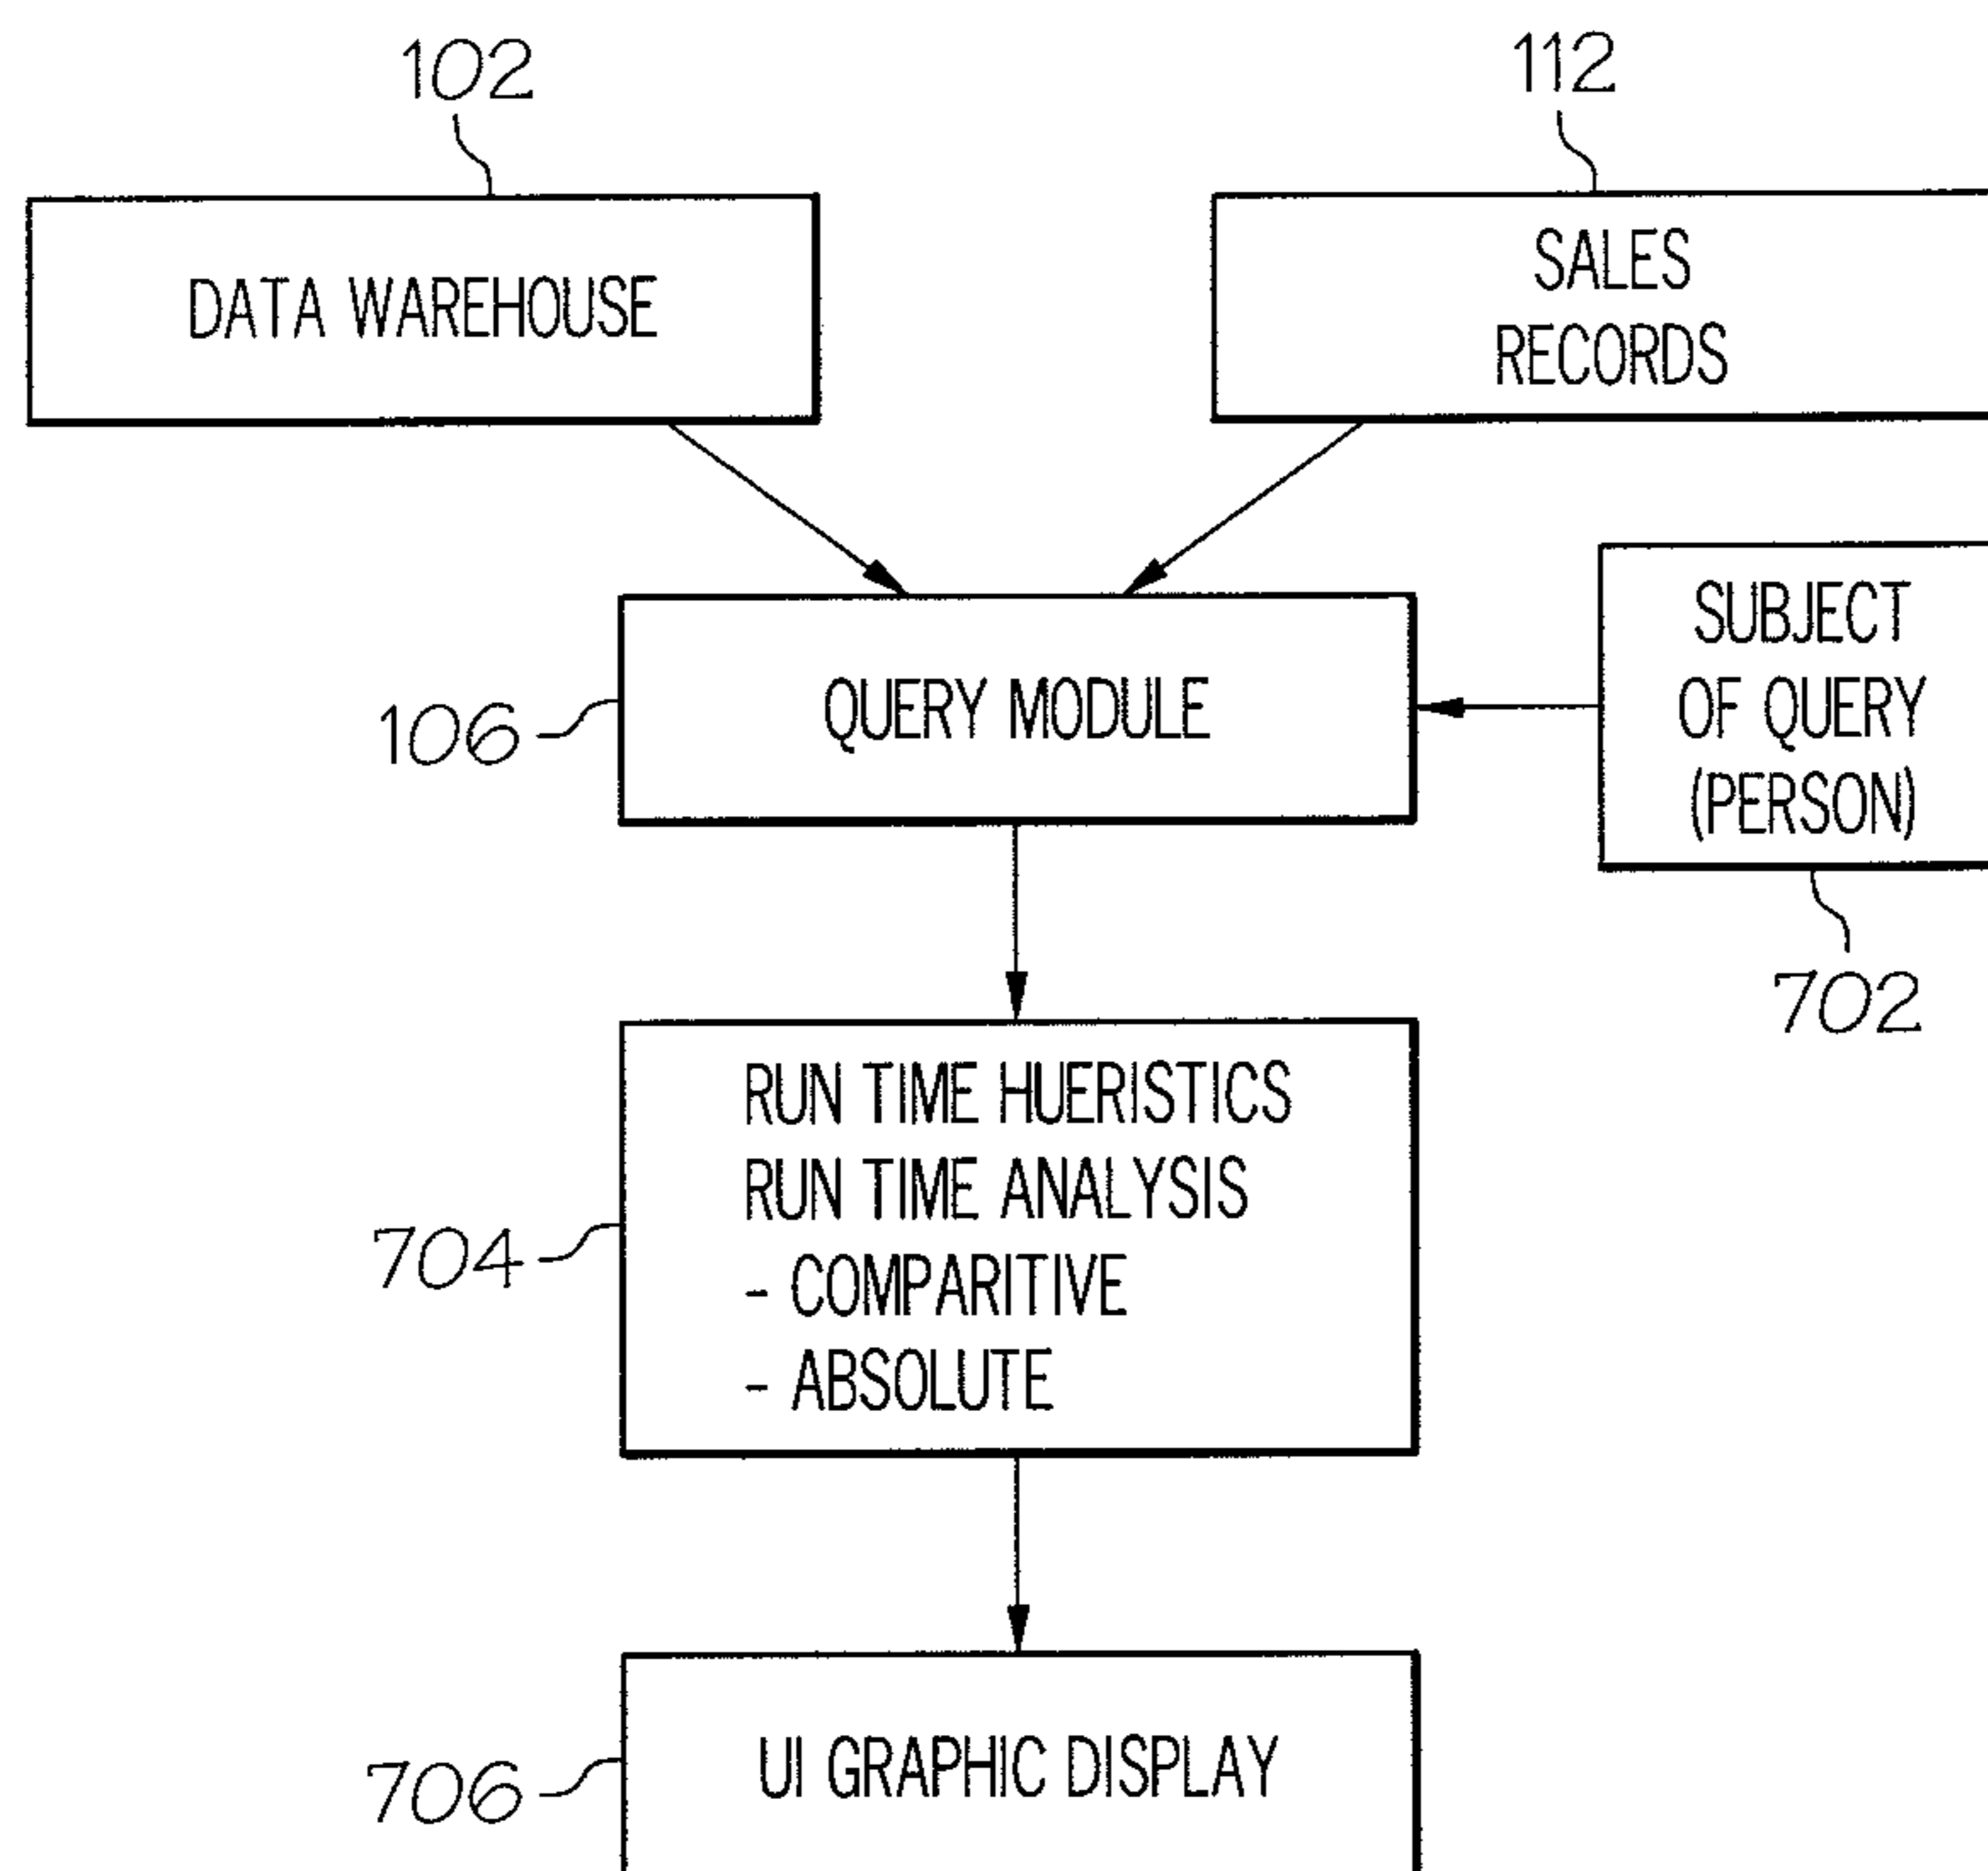 102
112
DATA WAREHOUSE
SALES
RECORDS
SUBJECT
OF QUERY
(PERSON)
QUERY MODULE
106
702
RUN TIME HUERISTICS
RUN TIME ANALYSIS
- COMPARITIVE
- ABSOLUTE
704
UI GRAPHIC DISPLAY
706